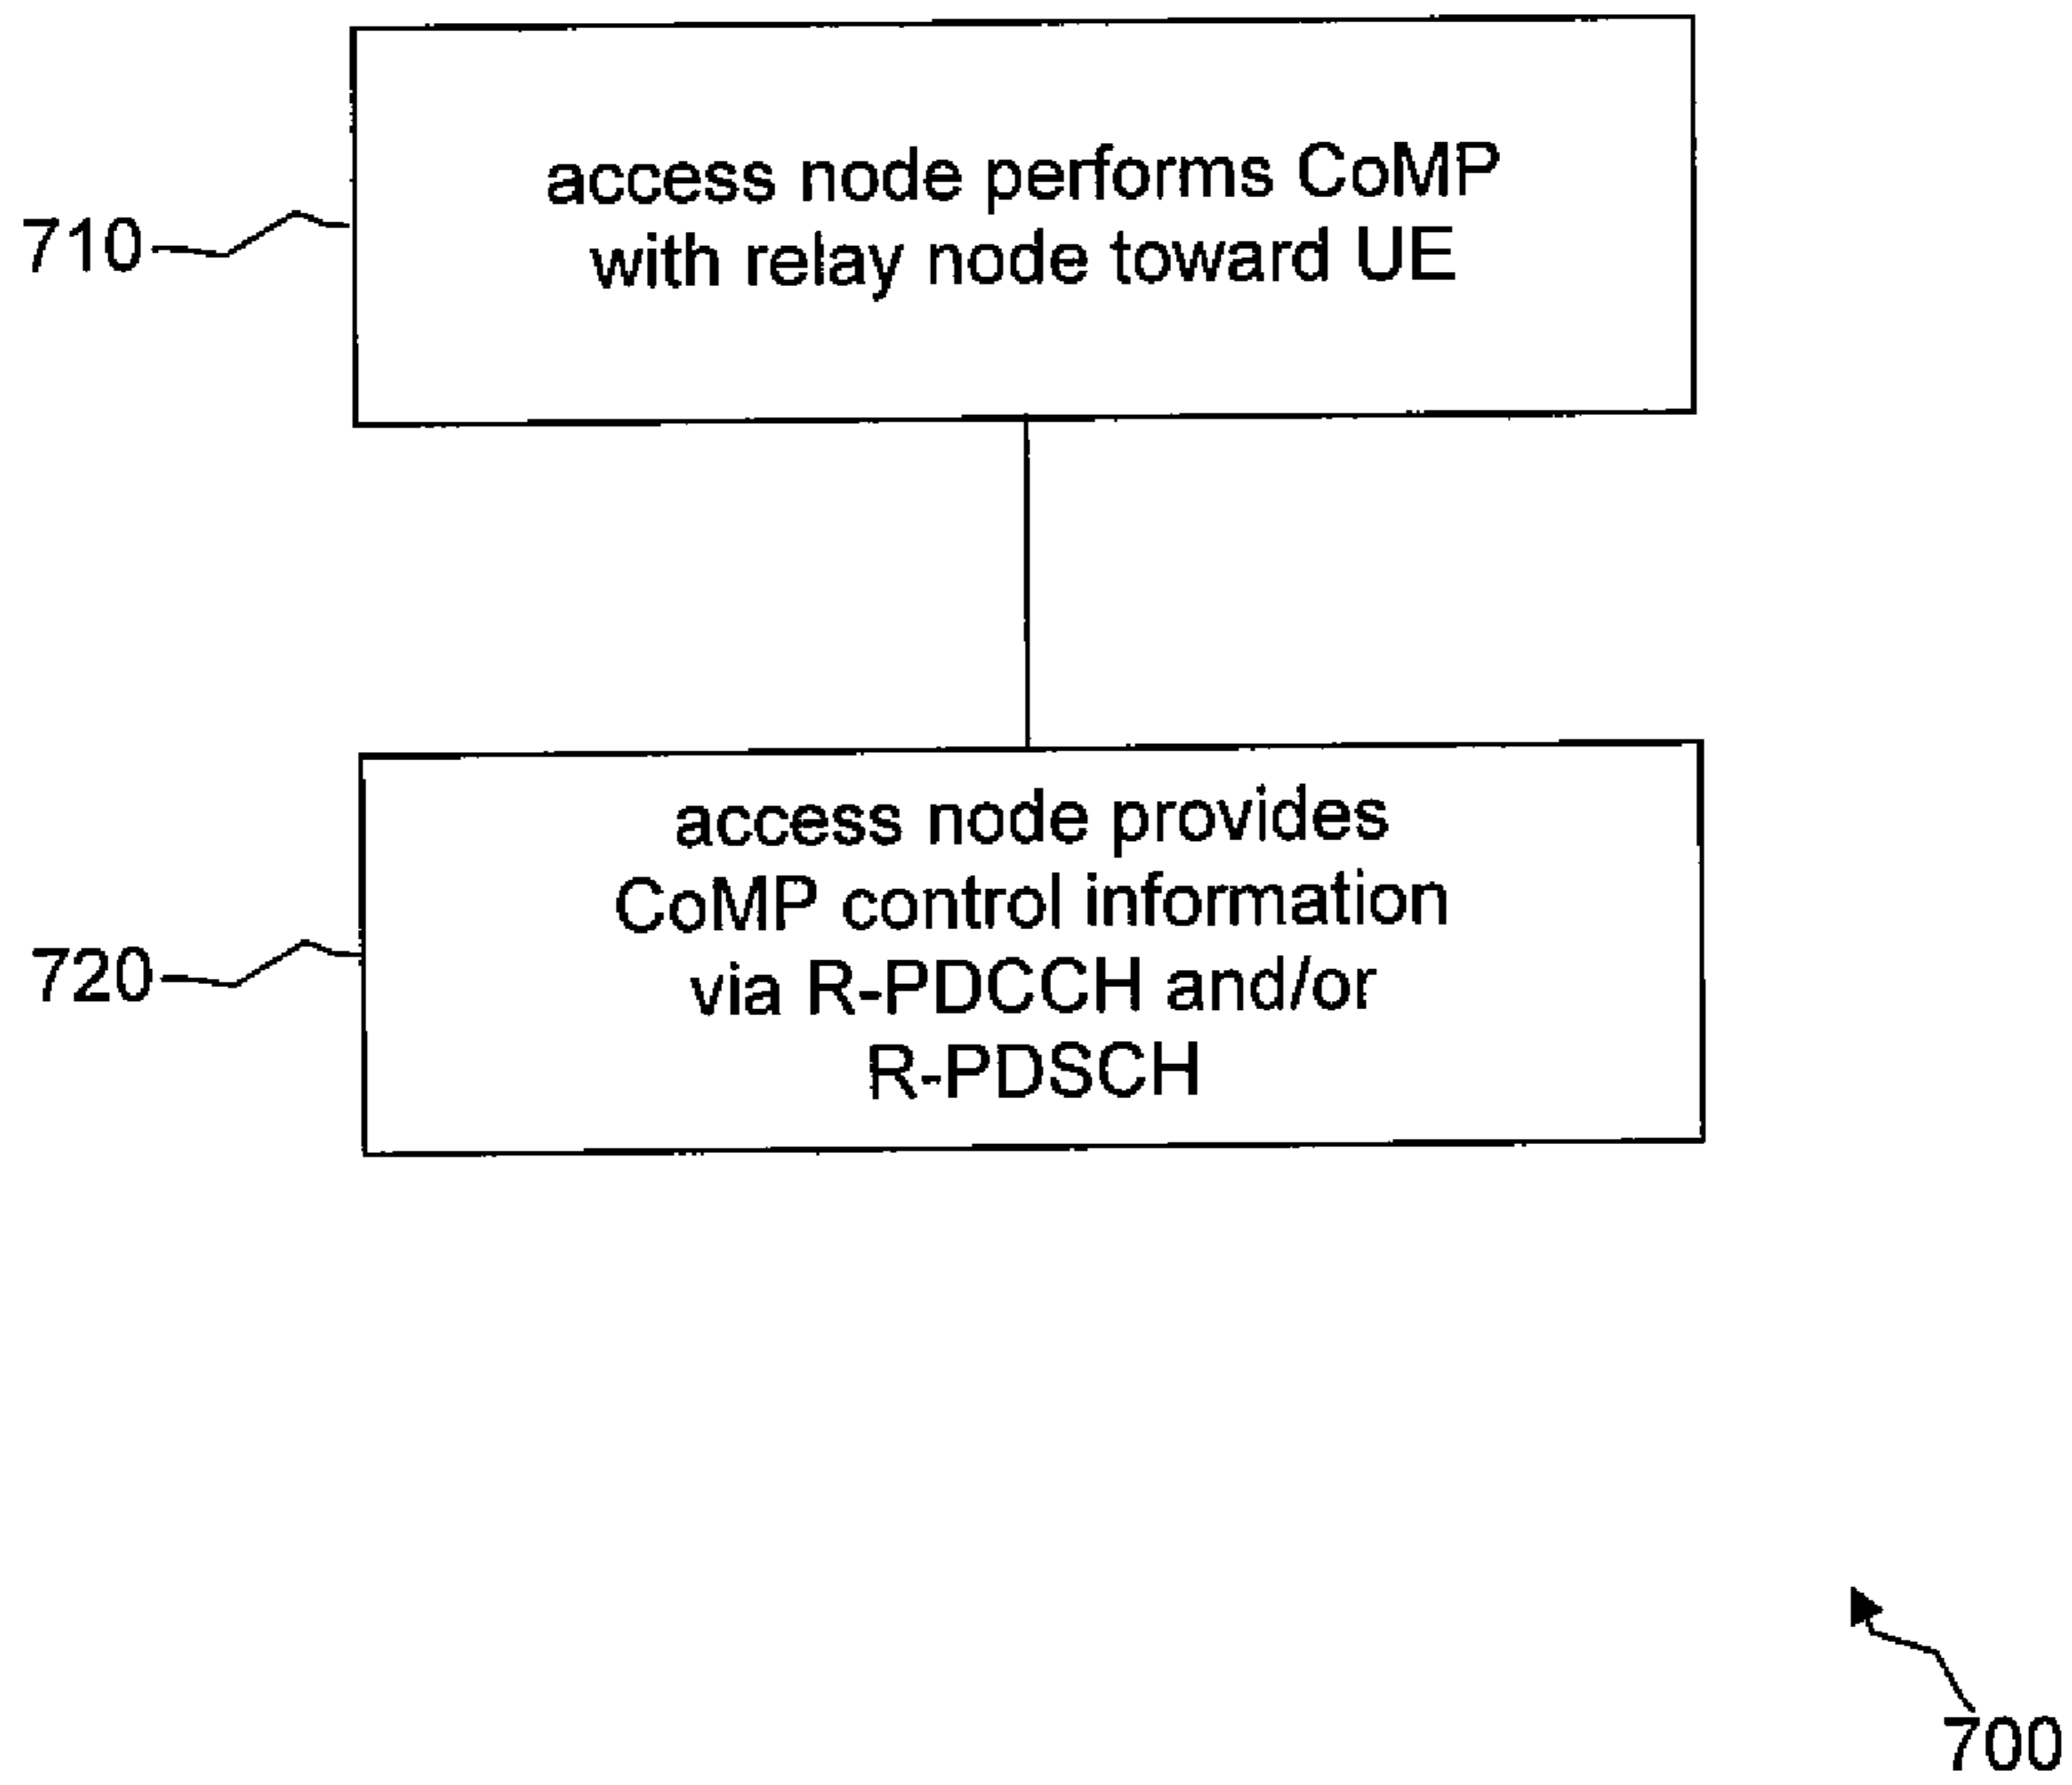 access node performs CoMP
with relay node toward UE
710
access node provides
CoMP control information
via R-PDCCH and/or
R-PDSCH
720
700